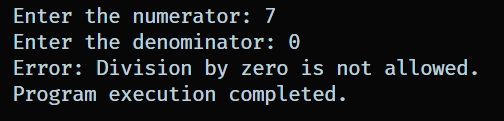 Enter the numerator: 7
Enter the denominator: 0
Error: Division by zero is not allowed.
Program execution completed.